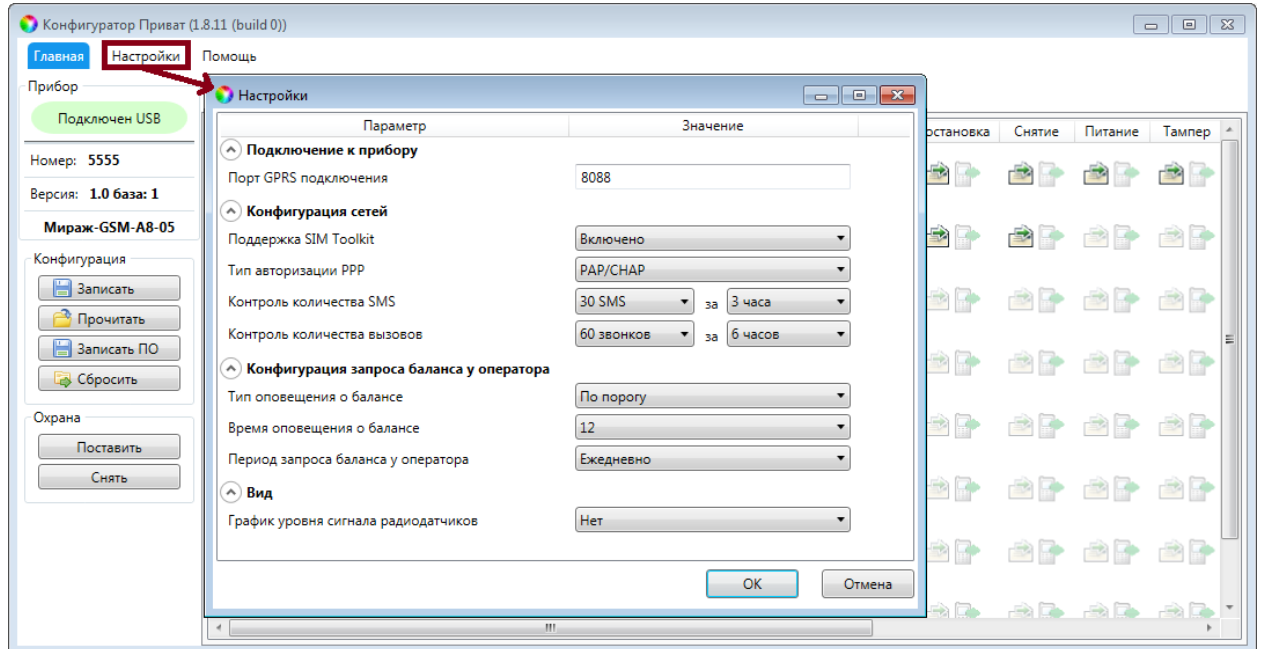 Конфигуратор Приват (1.8.11 (build 0))
Главная Настройки Помощь
Прибор
Подключен USB
Номер: 5555
Версия: 1.0 база: 1
Мираж-GSM-A8-05
Конфигурация
Записать
Прочитать
Записать ПО
Сбросить
Охрана
Поставить
Снять
Настройки
Параметр Значение
Подключение к прибору
Порт GPRS подключения 8088
Конфигурация сетей
Поддержка SIM Toolkit Включено
Тип авторизации PPP PAP/CHAP
Контроль количества SMS 30 SMS за 3 часа
Контроль количества вызовов 60 звонков за 6 часов
Конфигурация запроса баланса у оператора
Тип оповещения о балансе По порогу
Время оповещения о балансе 12
Период запроса баланса у оператора Ежедневно
Вид
График уровня сигнала радиодатчиков Нет
OK Отмена
остановка Снятие Питание Тампер